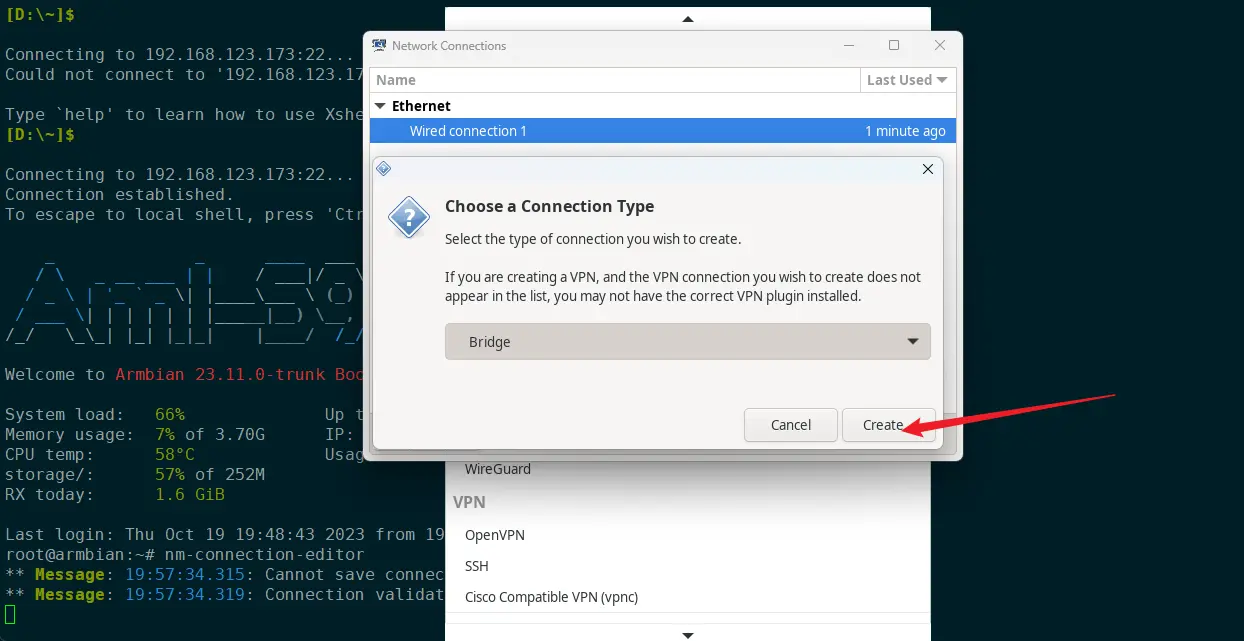 [D:\~]$
Connecting to 192.168.123.173:22...
Could not connect to '192.168.123.17
Type `help' to learn how to use Xshe
[D:\~]$
Connecting to 192.168.123.173:22...
Connection established.
To escape to local shell, press 'Ctr
Welcome to Armbian 23.11.0-trunk Boo
System load: 66% Up t
Memory usage: 7% of 3.70G IP:
CPU temp: 58°C Usag
storage/: 57% of 252M
RX today: 1.6 GiB
Last login: Thu Oct 19 19:48:43 2023 from 19
root@armbian:~# nm-connection-editor
** Message: 19:57:34.315: Cannot save connec
** Message: 19:57:34.319: Connection validat
Network Connections
Name Last Used
Ethernet
Wired connection 1 1 minute ago
Choose a Connection Type
Select the type of connection you wish to create.
If you are creating a VPN, and the VPN connection you wish to create does not
appear in the list, you may not have the correct VPN plugin installed.
Bridge
Cancel Create...
WireGuard
VPN
OpenVPN
SSH
Cisco Compatible VPN (vpnc)